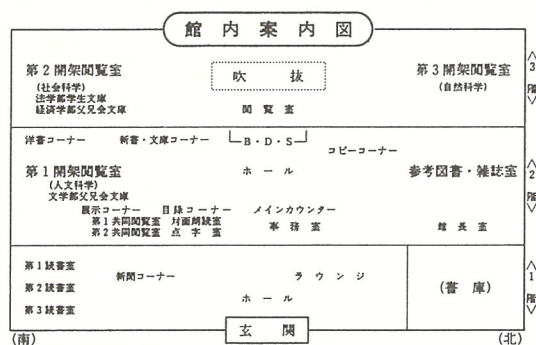 館内案内図
第2開架閲覧室
(社会科学)
法学部学生文庫
経済学部父兄会文庫
吹抜
閲覧室
第3開架閲覧室
(自然科学)
〈3階〉
洋書コーナー
新書・文庫コーナー
B・D・S
コピーコーナー
第1開架閲覧室
(人文科学)
文学部父兄会文庫
ホール
参考図書・雑誌室
展示コーナー 目録コーナー メインカウンター
第1共同閲覧室 対面朗読室
第2共同閲覧室 点字室
事務室
館長室
〈2階〉
第1読書室
第2読書室
第3読書室
新聞コーナー
ラウンジ
ホール
(書庫)
〈1階〉
玄関
(南)
(北)